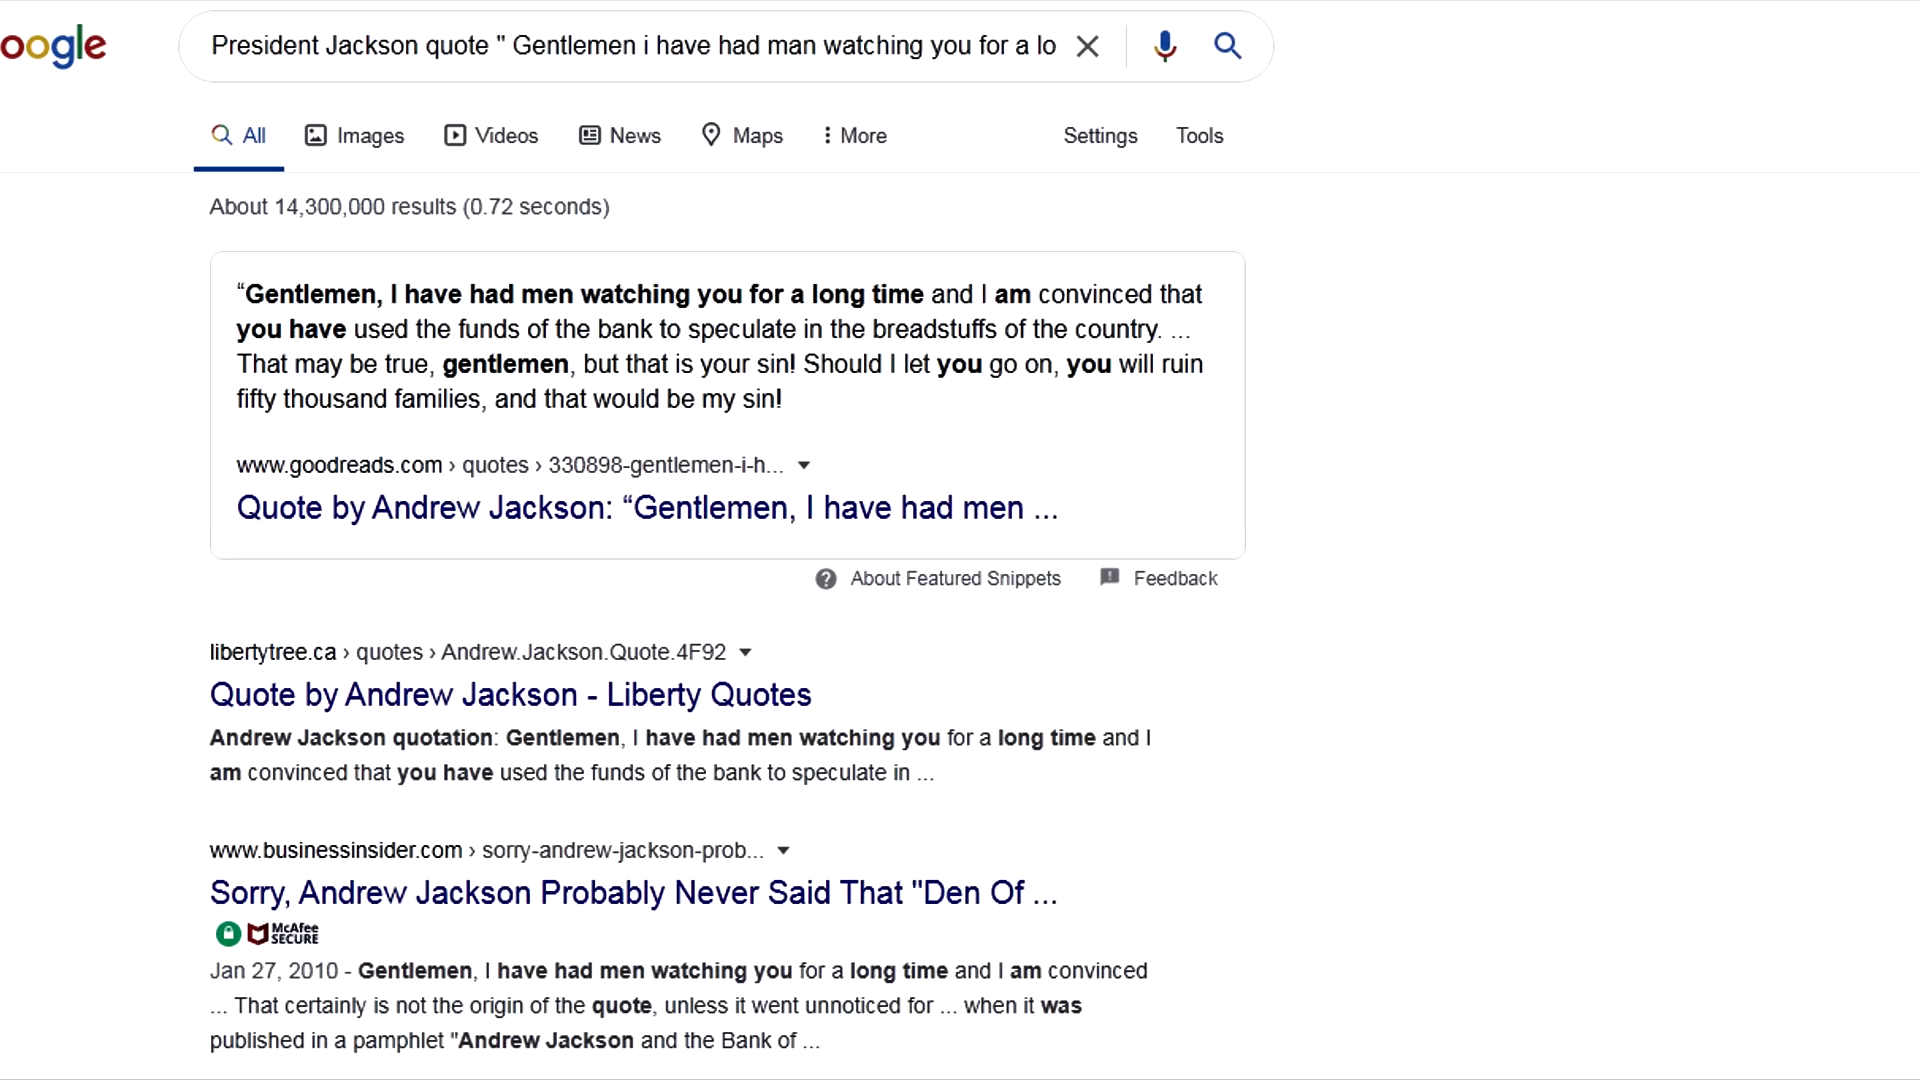 oogle
President Jackson quote " Gentlemen i have had man watching you for a lo
All Images Videos News Maps More Settings Tools
About 14,300,000 results (0.72 seconds)
“Gentlemen, I have had men watching you for a long time and I am convinced that
you have used the funds of the bank to speculate in the breadstuffs of the country. ...
That may be true, gentlemen, but that is your sin! Should I let you go on, you will ruin
fifty thousand families, and that would be my sin!
www.goodreads.com › quotes › 330898-gentlemen-i-h...
Quote by Andrew Jackson: “Gentlemen, I have had men ...
About Featured Snippets Feedback
libertytree.ca › quotes › Andrew.Jackson.Quote.4F92
Quote by Andrew Jackson - Liberty Quotes
Andrew Jackson quotation: Gentlemen, I have had men watching you for a long time and I
am convinced that you have used the funds of the bank to speculate in ...
www.businessinsider.com › sorry-andrew-jackson-prob...
Sorry, Andrew Jackson Probably Never Said That "Den Of ...
McAfee
SECURE
Jan 27, 2010 - Gentlemen, I have had men watching you for a long time and I am convinced
... That certainly is not the origin of the quote, unless it went unnoticed for ... when it was
published in a pamphlet "Andrew Jackson and the Bank of ...